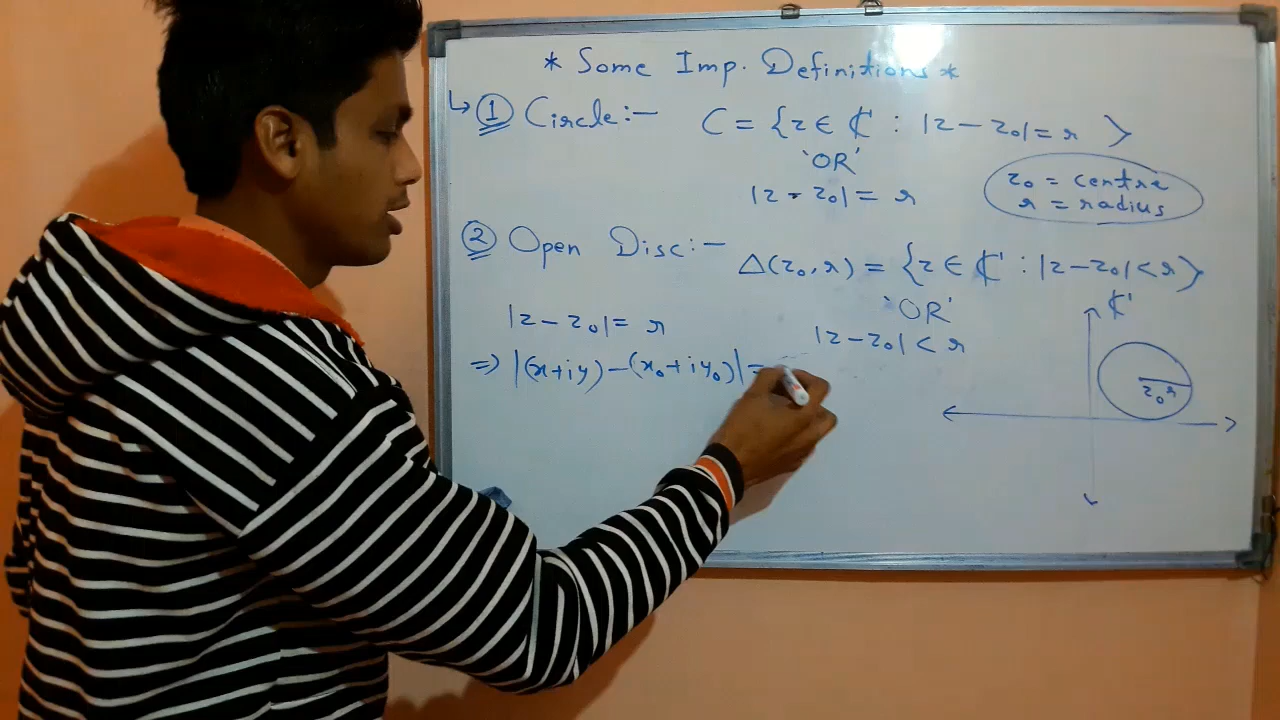 * Some Imp. Definitions *
↳ ① Circle :- C = {z ∈ ℂ : |z - z₀| = r }
'OR'
|z - z₀| = r
z₀ = centre
r = radius
② Open Disc :- Δ(z₀, r) = {z ∈ ℂ : |z - z₀| < r}
'OR'
|z - z₀| < r
|z - z₀| = r
⇒ |(x + iy) - (x₀ + iy₀)| =
ℂ
z₀ r